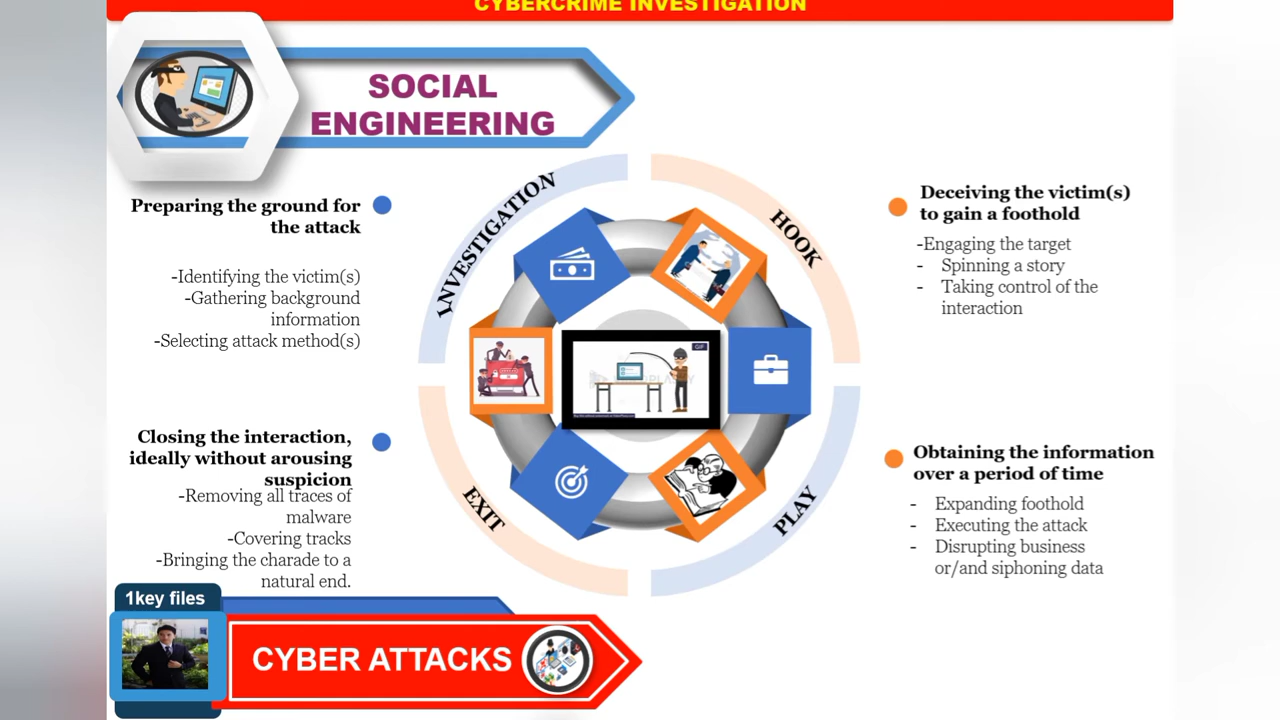 CYBERCRIME INVESTIGATION
SOCIAL
ENGINEERING
Preparing the ground for
the attack
-Identifying the victim(s)
-Gathering background
information
-Selecting attack method(s)
INVESTIGATION
HOOK
Deceiving the victim(s)
to gain a foothold
-Engaging the target
- Spinning a story
- Taking control of the
interaction
GIF
Closing the interaction,
ideally without arousing
suspicion
-Removing all traces of
malware
-Covering tracks
-Bringing the charade to a
natural end.
EXIT
PLAY
Obtaining the information
over a period of time
- Expanding foothold
- Executing the attack
- Disrupting business
or/and siphoning data
1key files
CYBER ATTACKS